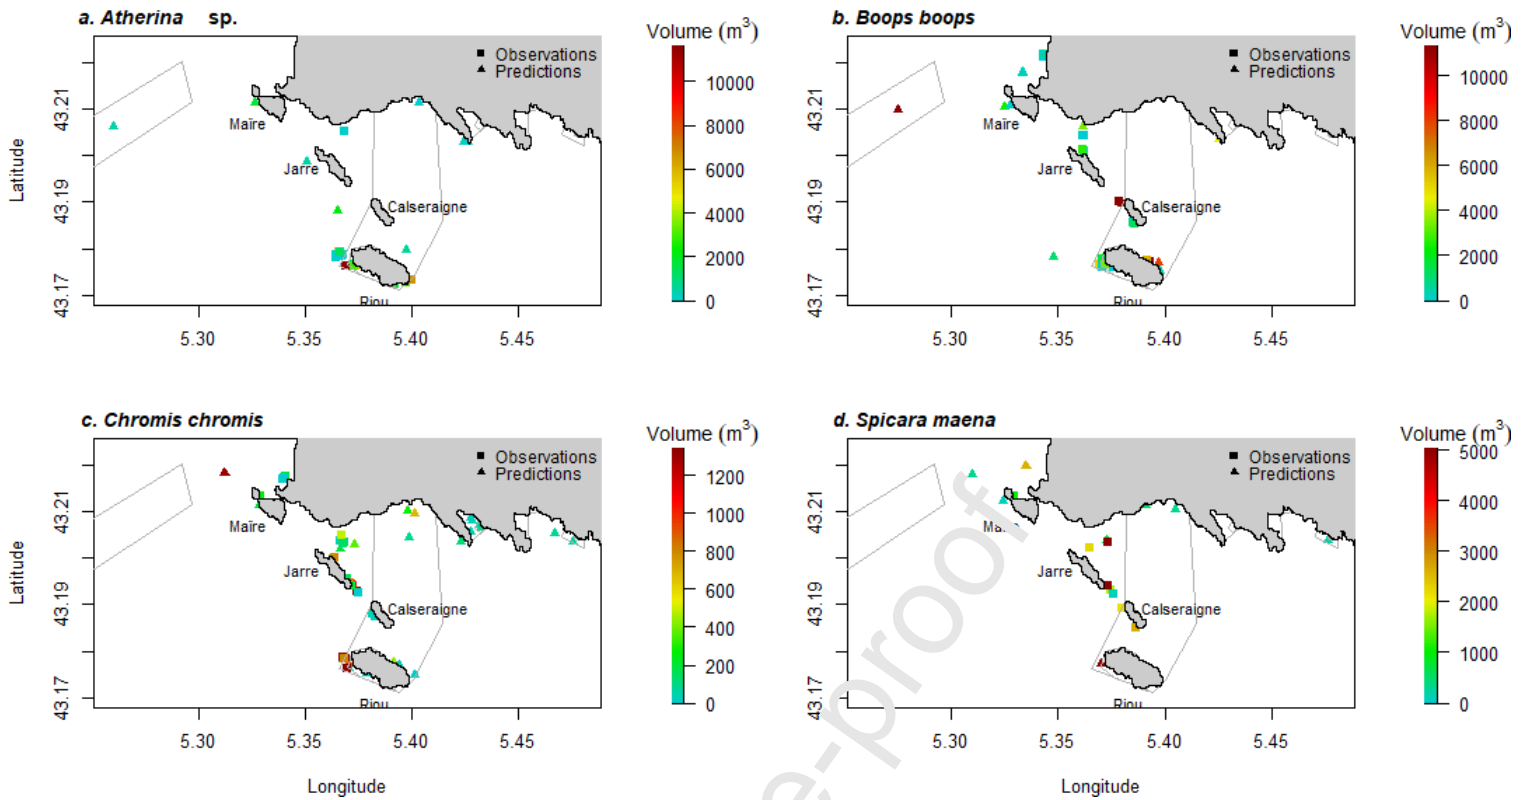 a. Atherina sp.
Volume (m³)
Observations
Predictions
Maïre
Jarre
Calseraigne
Riou
Latitude
43.21
43.19
43.17
5.30 5.35 5.40 5.45
10000
8000
6000
4000
2000
0
b. Boops boops
Volume (m³)
Observations
Predictions
Maïre
Jarre
Calseraigne
Riou
43.21
43.19
43.17
5.30 5.35 5.40 5.45
10000
8000
6000
4000
2000
0
c. Chromis chromis
Volume (m³)
Observations
Predictions
Maïre
Jarre
Calseraigne
Riou
Latitude
43.21
43.19
43.17
5.30 5.35 5.40 5.45
Longitude
1200
1000
800
600
400
200
0
d. Spicara maena
Volume (m³)
Observations
Predictions
Maïre
Jarre
Calseraigne
Riou
43.21
43.19
43.17
5.30 5.35 5.40 5.45
Longitude
5000
4000
3000
2000
1000
0
e-proof